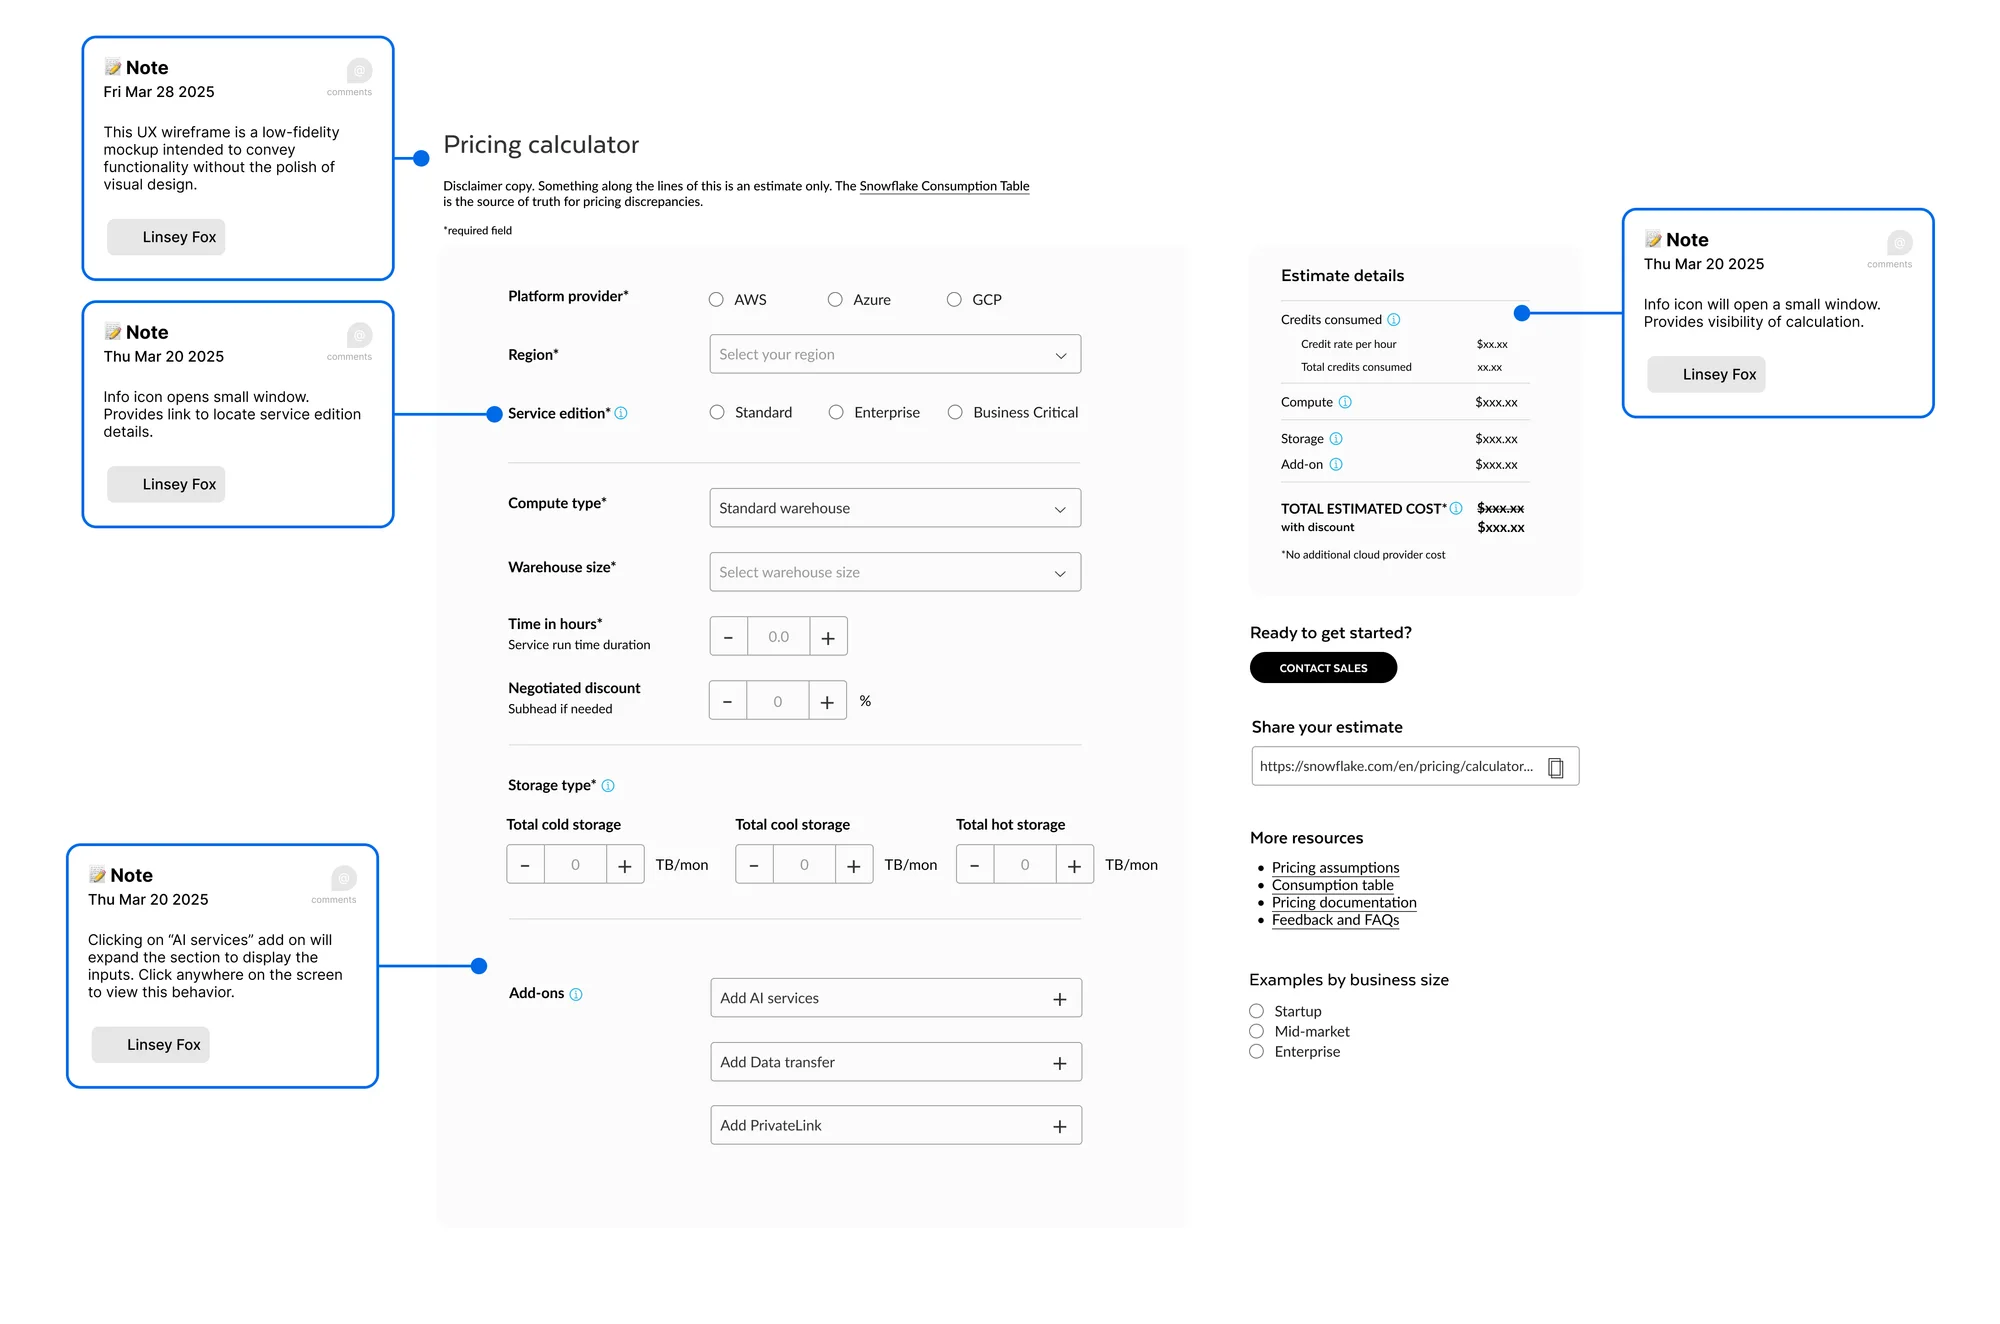 Note
Fri Mar 28 2025
@
comments
This UX wireframe is a low-fidelity
mockup intended to convey
functionality without the polish of
visual design.
Linsey Fox
Note
Thu Mar 20 2025
@
comments
Info icon opens small window.
Provides link to locate service edition
details.
Linsey Fox
Note
Thu Mar 20 2025
@
comments
Clicking on “AI services” add on will
expand the section to display the
inputs. Click anywhere on the screen
to view this behavior.
Linsey Fox
Pricing calculator
Disclaimer copy. Something along the lines of this is an estimate only. The Snowflake Consumption Table
is the source of truth for pricing discrepancies.
*required field
Platform provider*
AWS
Azure
GCP
Region*
Select your region
Service edition*
Standard
Enterprise
Business Critical
Compute type*
Standard warehouse
Warehouse size*
Select warehouse size
Time in hours*
Service run time duration
- 0.0 +
Negotiated discount
Subhead if needed
- 0 + %
Storage type*
Total cold storage
- 0 + TB/mon
Total cool storage
- 0 + TB/mon
Total hot storage
- 0 + TB/mon
Add-ons
Add AI services +
Add Data transfer +
Add PrivateLink +
Estimate details
Credits consumed
Credit rate per hour $xx.xx
Total credits consumed xx.xx
Compute $xxx.xx
Storage $xxx.xx
Add-on $xxx.xx
TOTAL ESTIMATED COST* $xxx.xx
with discount $xxx.xx
*No additional cloud provider cost
Ready to get started?
CONTACT SALES
Share your estimate
https://snowflake.com/en/pricing/calculator...
More resources
• Pricing assumptions
• Consumption table
• Pricing documentation
• Feedback and FAQs
Examples by business size
Startup
Mid-market
Enterprise
Note
Thu Mar 20 2025
@
comments
Info icon will open a small window.
Provides visibility of calculation.
Linsey Fox